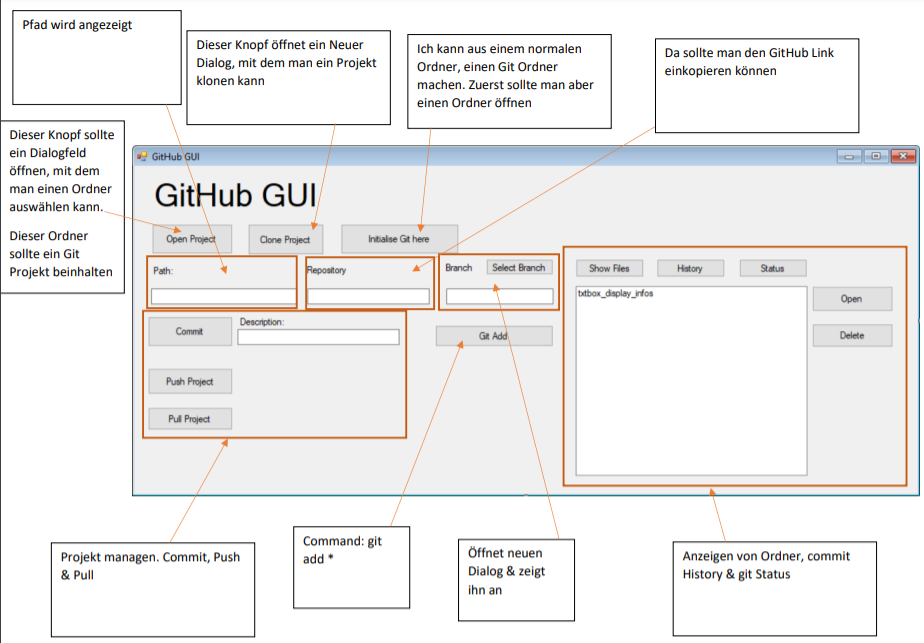 Pfad wird angezeigt
Dieser Knopf öffnet ein Neuer
Dialog, mit dem man ein Projekt
klonen kann
Ich kann aus einem normalen
Ordner, einen Git Ordner
machen. Zuerst sollte man aber
einen Ordner öffnen
Da sollte man den GitHub Link
einkopieren können
Dieser Knopf sollte
ein Dialogfeld
öffnen, mit dem
man einen Ordner
auswählen kann.
Dieser Ordner
sollte ein Git
Projekt beinhalten
GitHub GUI
GitHub GUI
Open Project
Clone Project
Initialise Git here
Path:
Repository
Branch
Select Branch
Show Files
History
Status
txtbox_display_infos
Open
Delete
Commit
Description:
Git Add
Push Project
Pull Project
Projekt managen. Commit, Push
& Pull
Command: git
add *
Öffnet neuen
Dialog & zeigt
ihn an
Anzeigen von Ordner, commit
History & git Status